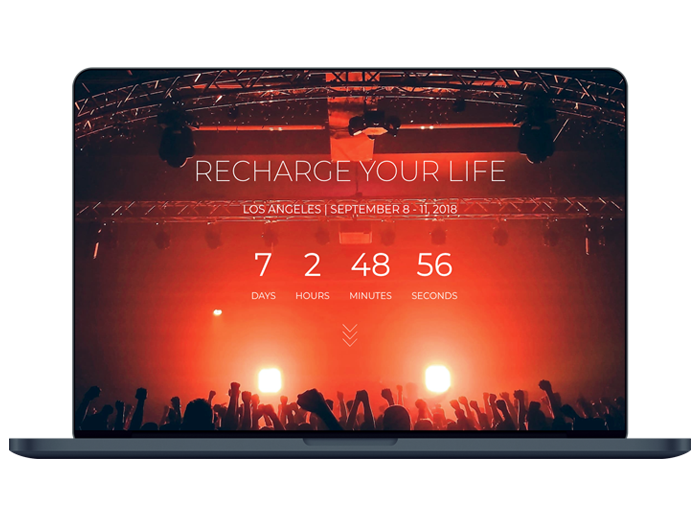 RECHARGE YOUR LIFE
LOS ANGELES | SEPTEMBER 8 - 11, 2018
7 2 48 56
DAYS HOURS MINUTES SECONDS